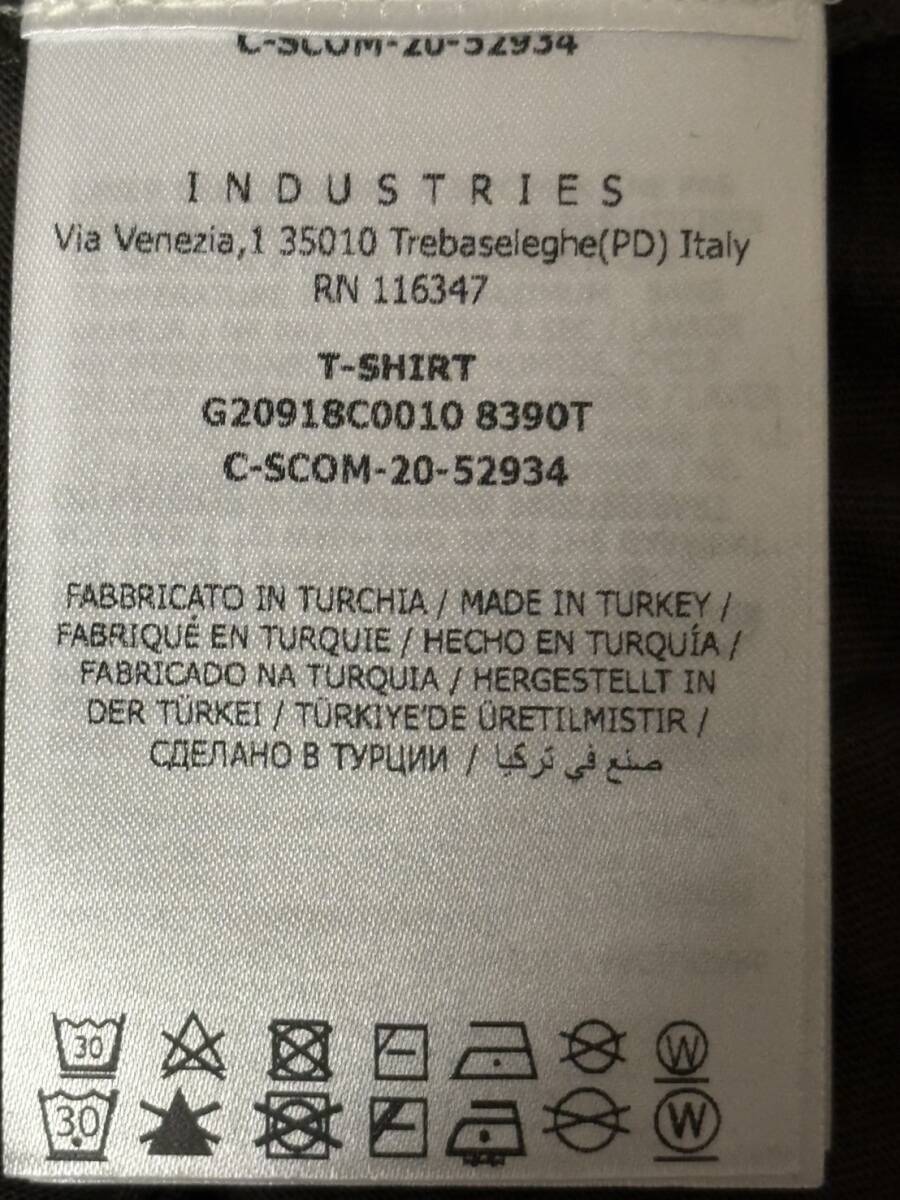 C-SCOM-20-52934
INDUSTRIES
Via Venezia,1 35010 Trebaseleghe(PD) Italy
RN 116347
T-SHIRT
G20918C0010 8390T
C-SCOM-20-52934
FABBRICATO IN TURCHIA / MADE IN TURKEY /
FABRIQUÉ EN TURQUIE / HECHO EN TURQUÍA /
FABRICADO NA TURQUIA / HERGESTELLT IN
DER TÜRKEI / TÜRKIYE'DE ÜRETILMISTIR /
СДЕЛАНО В ТУРЦИИ / صنع في تركيا
30 W
30 W